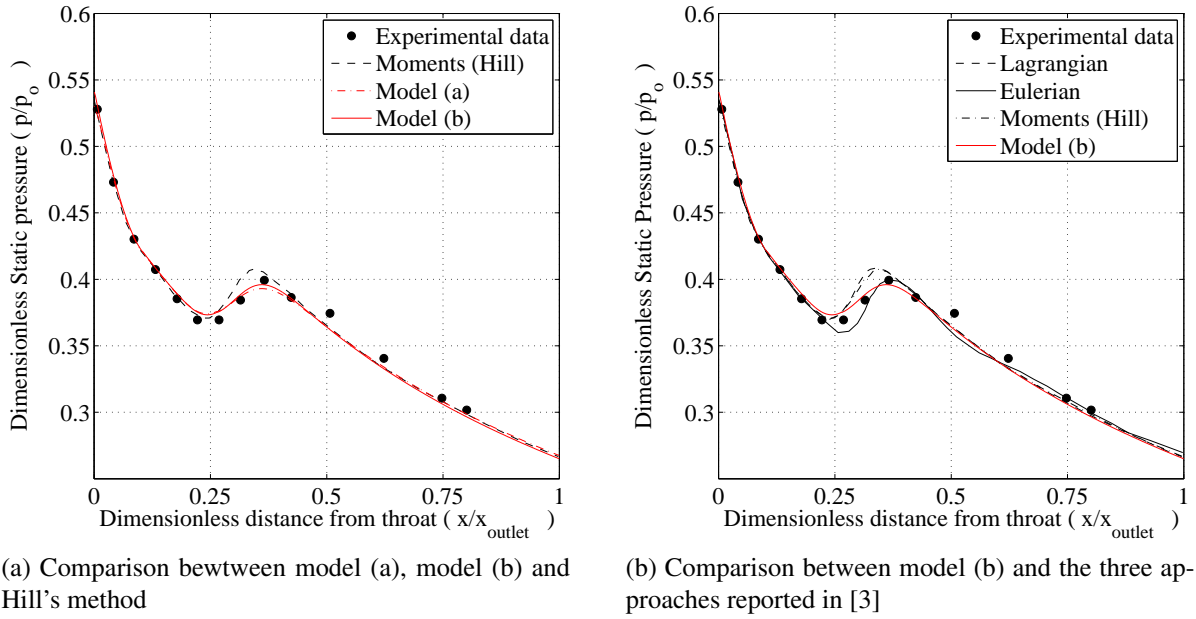 0.6
0.55
0.5
0.45
0.4
0.35
0.3
Dimensionless Static pressure ( p/p_o )
Experimental data
Moments (Hill)
Model (a)
Model (b)
0 0.25 0.5 0.75 1
Dimensionless distance from throat ( x/x_outlet )
(a) Comparison bewtween model (a), model (b) and
Hill's method
0.6
0.55
0.5
0.45
0.4
0.35
0.3
Dimensionless Static Pressure ( p/p_o )
Experimental data
Lagrangian
Eulerian
Moments (Hill)
Model (b)
0 0.25 0.5 0.75 1
Dimensionless distance from throat ( x/x_outlet )
(b) Comparison between model (b) and the three ap-
proaches reported in [3]